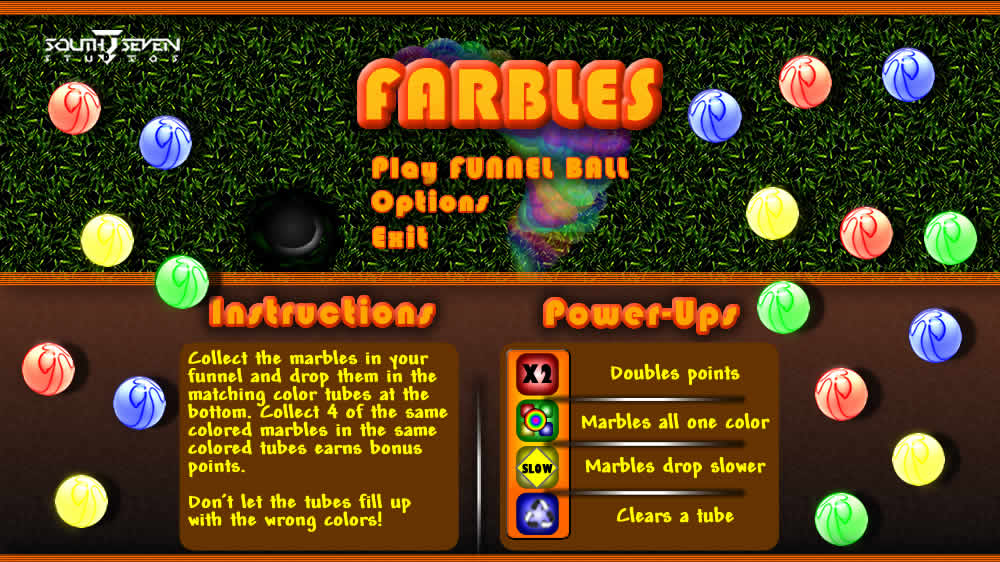 SOUTH 7 SEVEN
STUDIOS
FARBLES
Play FUNNEL BALL
Options
Exit
Instructions
Collect the marbles in your
funnel and drop them in the
matching color tubes at the
bottom. Collect 4 of the same
colored marbles in the same
colored tubes earns bonus
points.
Don't let the tubes fill up
with the wrong colors!
Power-Ups
X2
Doubles points
Marbles all one color
SLOW
Marbles drop slower
Clears a tube